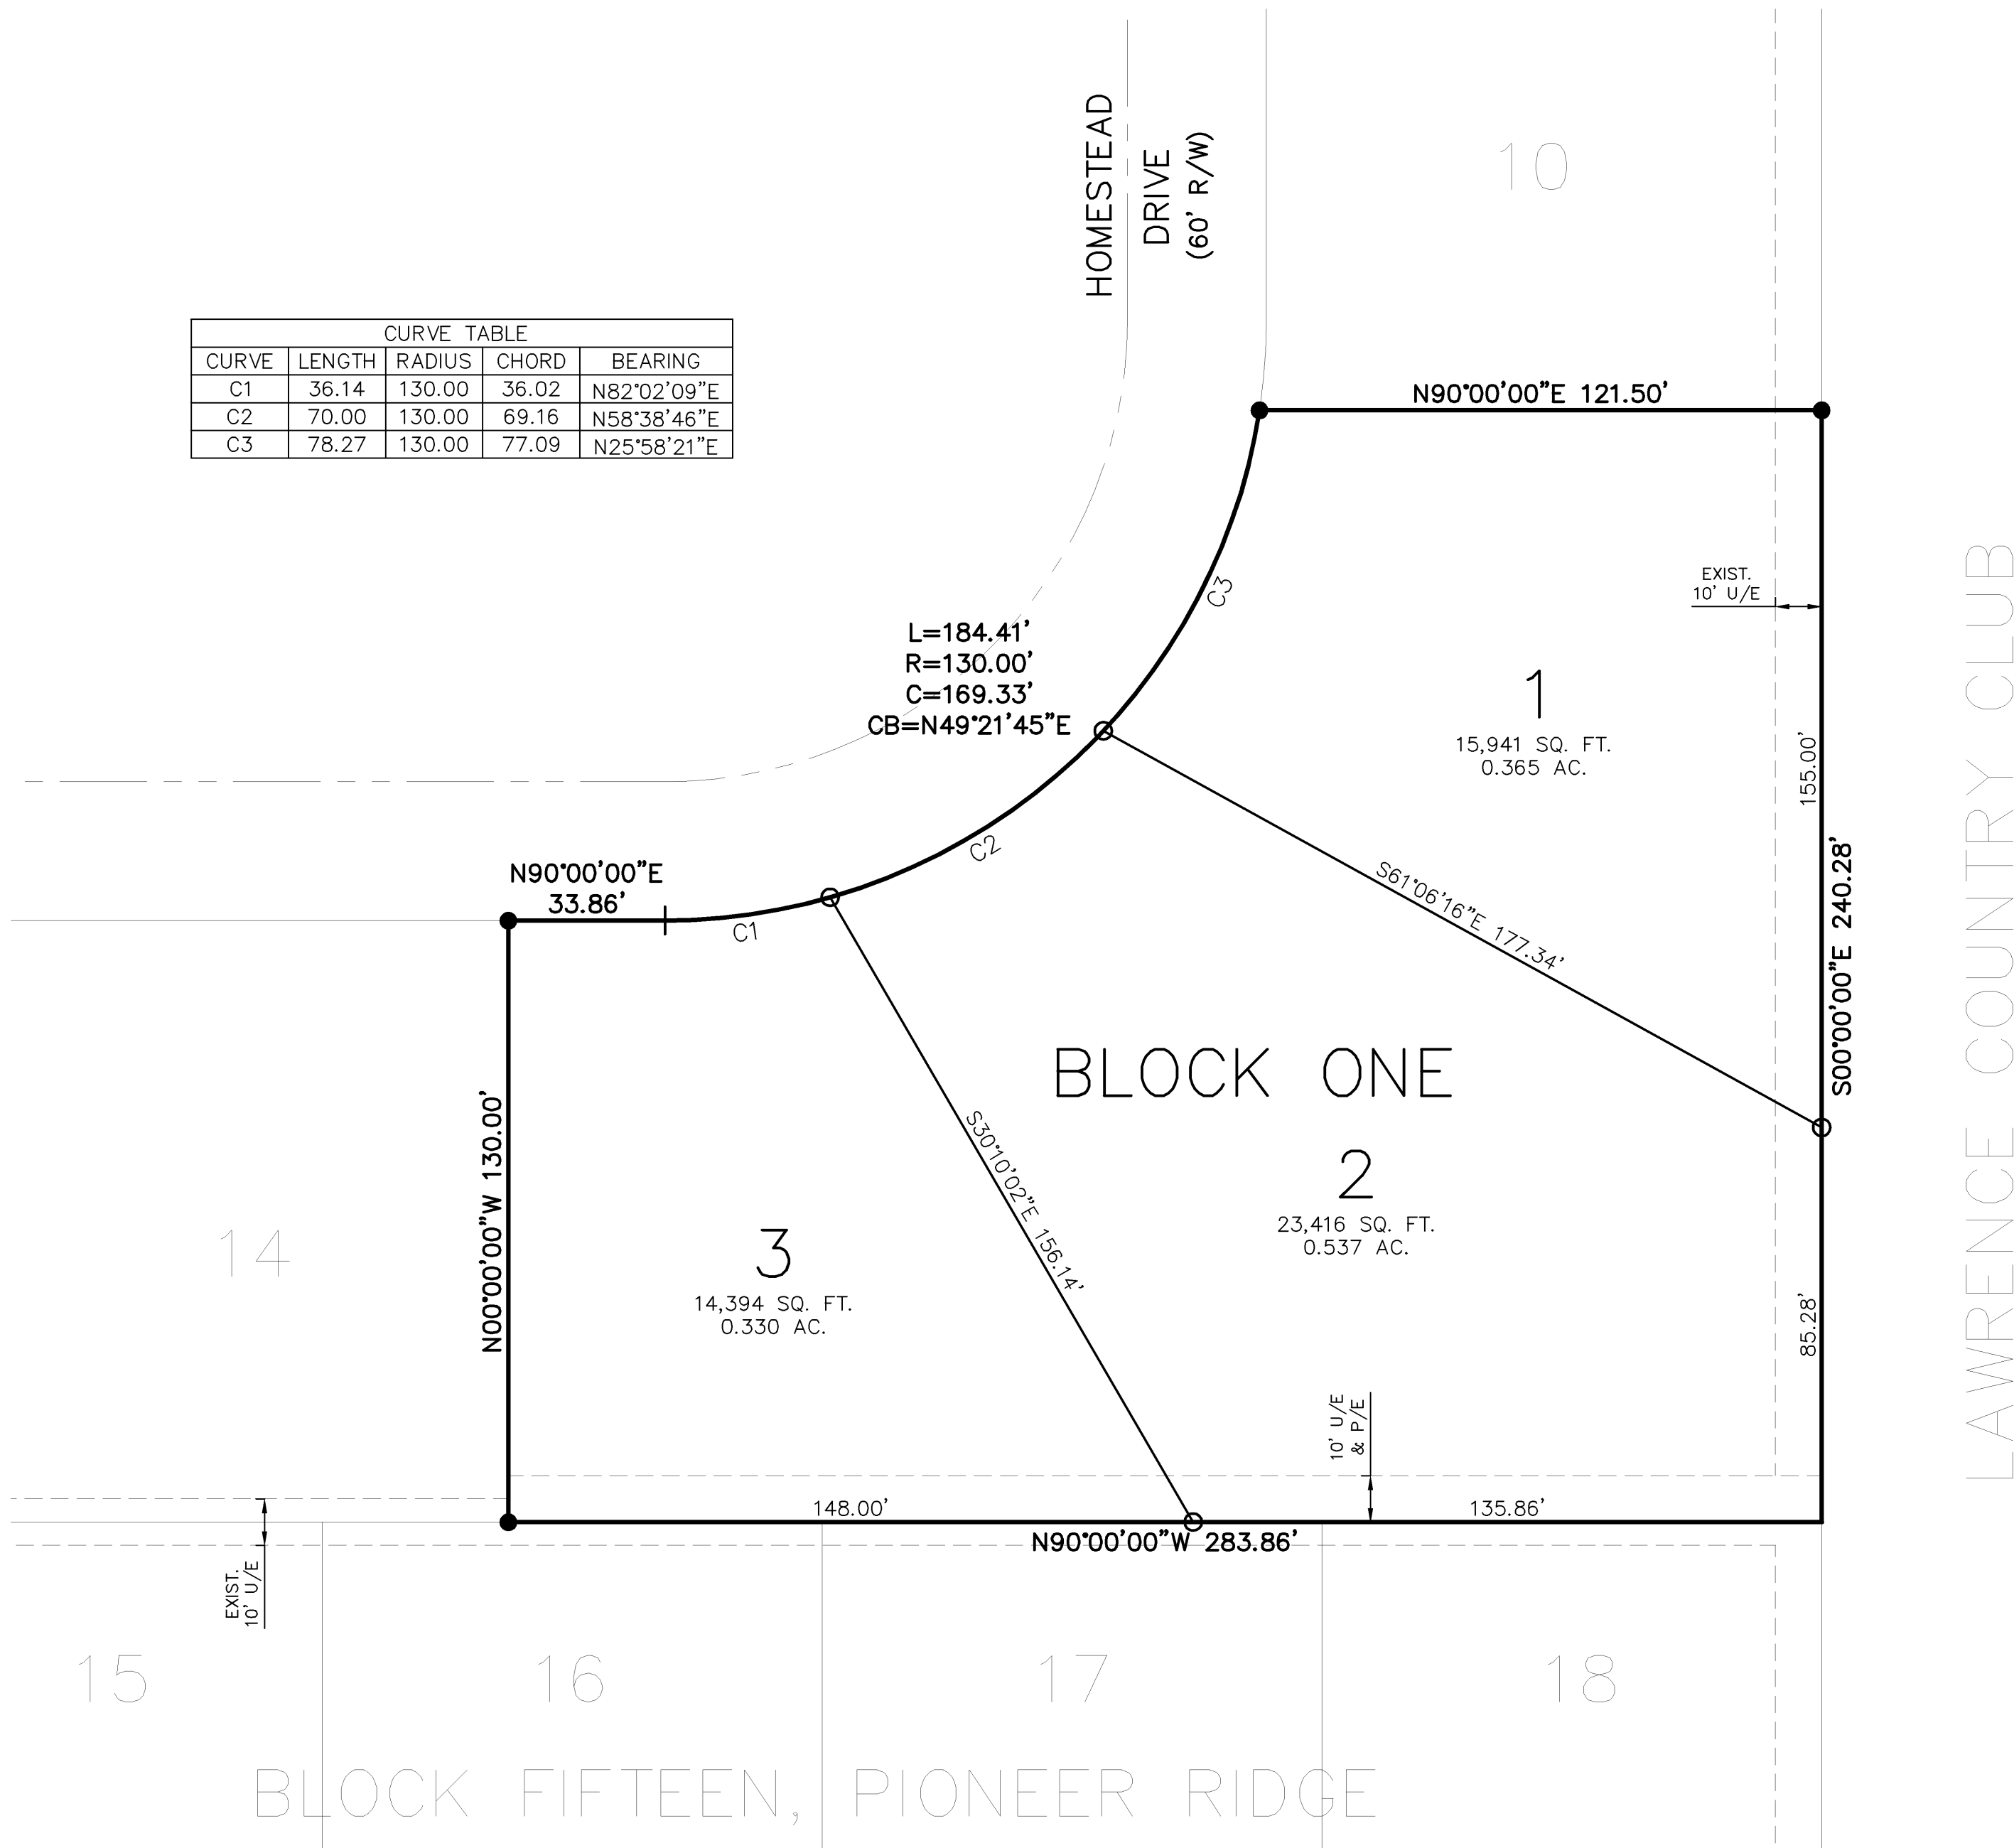 HOMESTEAD
DRIVE
(60' R/W)
10
CURVE TABLE
CURVE LENGTH RADIUS CHORD BEARING
C1 36.14 130.00 36.02 N82°02'09"E
C2 70.00 130.00 69.16 N58°38'46"E
C3 78.27 130.00 77.09 N25°58'21"E
N90°00'00"E 121.50'
EXIST.
10' U/E
C3
L=184.41'
R=130.00'
C=169.33'
CB=N49°21'45"E
1
15,941 SQ. FT.
0.365 AC.
155.00'
S00°00'00"E 240.28'
LAWRENCE COUNTRY CLUB
C2
S61°06'16"E 177.34'
N90°00'00"E
33.86'
C1
BLOCK ONE
2
23,416 SQ. FT.
0.537 AC.
S30°10'02"E 156.14'
N00°00'00"W 130.00'
14
3
14,394 SQ. FT.
0.330 AC.
85.28'
10' U/E
& P/E
148.00'
135.86'
N90°00'00"W 283.86'
EXIST.
10' U/E
15
16
17
18
BLOCK FIFTEEN, PIONEER RIDGE